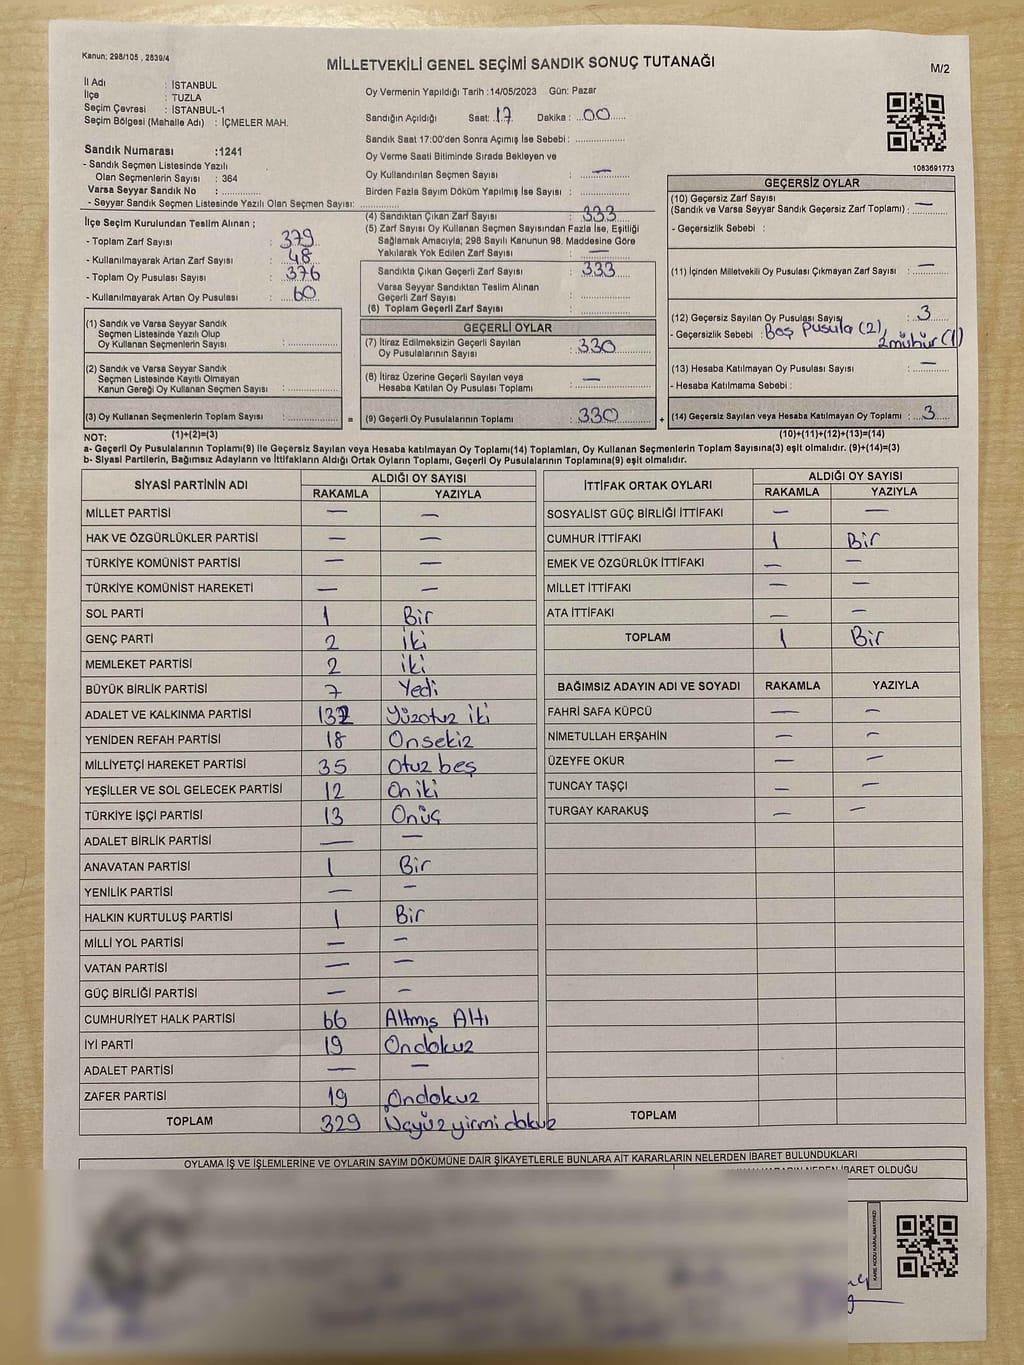 Kanun: 298/105 , 2839/4
MİLLETVEKİLİ GENEL SEÇİMİ SANDIK SONUÇ TUTANAĞI
M/2
İl Adı : İSTANBUL
İlçe : TUZLA
Seçim Çevresi : İSTANBUL-1
Seçim Bölgesi (Mahalle Adı) : İÇMELER MAH.
Sandık Numarası :1241
- Sandık Seçmen Listesinde Yazılı
Olan Seçmenlerin Sayısı : 364
Varsa Seyyar Sandık No : ..............
- Seyyar Sandık Seçmen Listesinde Yazılı Olan Seçmen Sayısı: ..............
Oy Vermenin Yapıldığı Tarih :14/05/2023 Gün: Pazar
Sandığın Açıldığı Saat: 17 Dakika : 00
Sandık Saat 17:00'den Sonra Açımış İse Sebebi : ..............
Oy Verme Saati Bitiminde Sırada Bekleyen ve
Oy Kullandırılan Seçmen Sayısı : —
Birden Fazla Sayım Döküm Yapılmış İse Sayısı : ..............
1083691773
İlçe Seçim Kurulundan Teslim Alınan ;
- Toplam Zarf Sayısı : 379
- Kullanılmayarak Artan Zarf Sayısı : 48
- Toplam Oy Pusulası Sayısı : 376
- Kullanılmayarak Artan Oy Pusulası : 60
(1) Sandık ve Varsa Seyyar Sandık
Seçmen Listesinde Yazılı Olup
Oy Kullanan Seçmenlerin Sayısı : ..............
(2) Sandık ve Varsa Seyyar Sandık
Seçmen Listesinde Kayıtlı Olmayan
Kanun Gereği Oy Kullanan Seçmen Sayısı : ..............
(3) Oy Kullanan Seçmenlerin Toplam Sayısı : ..............
(4) Sandıktan Çıkan Zarf Sayısı : 333
(5) Zarf Sayısı Oy Kullanan Seçmen Sayısından Fazla İse, Eşitliği
Sağlamak Amacıyla, 298 Sayılı Kanunun 98. Maddesine Göre
Yakılarak Yok Edilen Zarf Sayısı : —
Sandıkta Çıkan Geçerli Zarf Sayısı : 333
Varsa Seyyar Sandıktan Teslim Alınan
Geçerli Zarf Sayısı : ..............
(6) Toplam Geçerli Zarf Sayısı : ..............
GEÇERLİ OYLAR
(7) İtiraz Edilmeksizin Geçerli Sayılan
Oy Pusulalarının Sayısı : 330
(8) İtiraz Üzerine Geçerli Sayılan veya
Hesaba Katılan Oy Pusulası Toplamı : —
= (9) Geçerli Oy Pusulalarının Toplamı : 330 +
GEÇERSİZ OYLAR
(10) Geçersiz Zarf Sayısı
(Sandık ve Varsa Seyyar Sandık Geçersiz Zarf Toplamı) : —
- Geçersizlik Sebebi : ..............
(11) İçinden Milletvekili Oy Pusulası Çıkmayan Zarf Sayısı : —
(12) Geçersiz Sayılan Oy Pusulası Sayısı : 3
- Geçersizlik Sebebi : Boş Pusula (2),
2mühür (1)
(13) Hesaba Katılmayan Oy Pusulası Sayısı : —
- Hesaba Katılmama Sebebi :
(14) Geçersiz Sayılan veya Hesaba Katılmayan Oy Toplamı : 3
NOT: (1)+(2)=(3) (10)+(11)+(12)+(13)=(14)
a- Geçerli Oy Pusulalarının Toplamı(9) ile Geçersiz Sayılan veya Hesaba Katılmayan Oy Toplamı(14) Toplamları, Oy Kullanan Seçmenlerin Toplam Sayısına(3) eşit olmalıdır. (9)+(14)=(3)
b- Siyasi Partilerin, Bağımsız Adayların ve İttifakların Aldığı Ortak Oyların Toplamı, Geçerli Oy Pusulalarının Toplamına(9) eşit olmalıdır.
SİYASİ PARTİNİN ADI ALDIĞI OY SAYISI
RAKAMLA YAZIYLA
MİLLET PARTİSİ — —
HAK VE ÖZGÜRLÜKLER PARTİSİ — —
TÜRKİYE KOMÜNİST PARTİSİ — —
TÜRKİYE KOMÜNİST HAREKETİ — —
SOL PARTİ 1 Bir
GENÇ PARTİ 2 İki
MEMLEKET PARTİSİ 2 İki
BÜYÜK BİRLİK PARTİSİ 7 Yedi
ADALET VE KALKINMA PARTİSİ 132 Yüzotuz iki
YENİDEN REFAH PARTİSİ 18 Onsekiz
MİLLİYETÇİ HAREKET PARTİSİ 35 Otuz beş
YEŞİLLER VE SOL GELECEK PARTİSİ 12 On iki
TÜRKİYE İŞÇİ PARTİSİ 13 Onüç
ADALET BİRLİK PARTİSİ — —
ANAVATAN PARTİSİ 1 Bir
YENİLİK PARTİSİ — —
HALKIN KURTULUŞ PARTİSİ 1 Bir
MİLLİ YOL PARTİSİ — —
VATAN PARTİSİ — —
GÜÇ BİRLİĞİ PARTİSİ — —
CUMHURİYET HALK PARTİSİ 66 Altmış Altı
İYİ PARTİ 19 Ondokuz
ADALET PARTİSİ — —
ZAFER PARTİSİ 19 Ondokuz
TOPLAM 329 Üçyüz yirmi dokuz
İTTİFAK ORTAK OYLARI ALDIĞI OY SAYISI
RAKAMLA YAZIYLA
SOSYALİST GÜÇ BİRLİĞİ İTTİFAKI — —
CUMHUR İTTİFAKI 1 Bir
EMEK VE ÖZGÜRLÜK İTTİFAKI — —
MİLLET İTTİFAKI — —
ATA İTTİFAKI — —
TOPLAM 1 Bir
BAĞIMSIZ ADAYIN ADI VE SOYADI RAKAMLA YAZIYLA
FAHRİ SAFA KÜPCÜ — —
NİMETULLAH ERŞAHİN — —
ÜZEYFE OKUR — —
TUNCAY TAŞÇI — —
TURGAY KARAKUŞ — —
TOPLAM
OYLAMA İŞ VE İŞLEMLERİNE VE OYLARIN SAYIM DÖKÜMÜNE DAİR ŞİKAYETLERLE BUNLARA AİT KARARLARIN NELERDEN İBARET BULUNDUKLARI
NEDEN İBARET OLDUĞU
KARE KODU KARALAMAYINIZ!